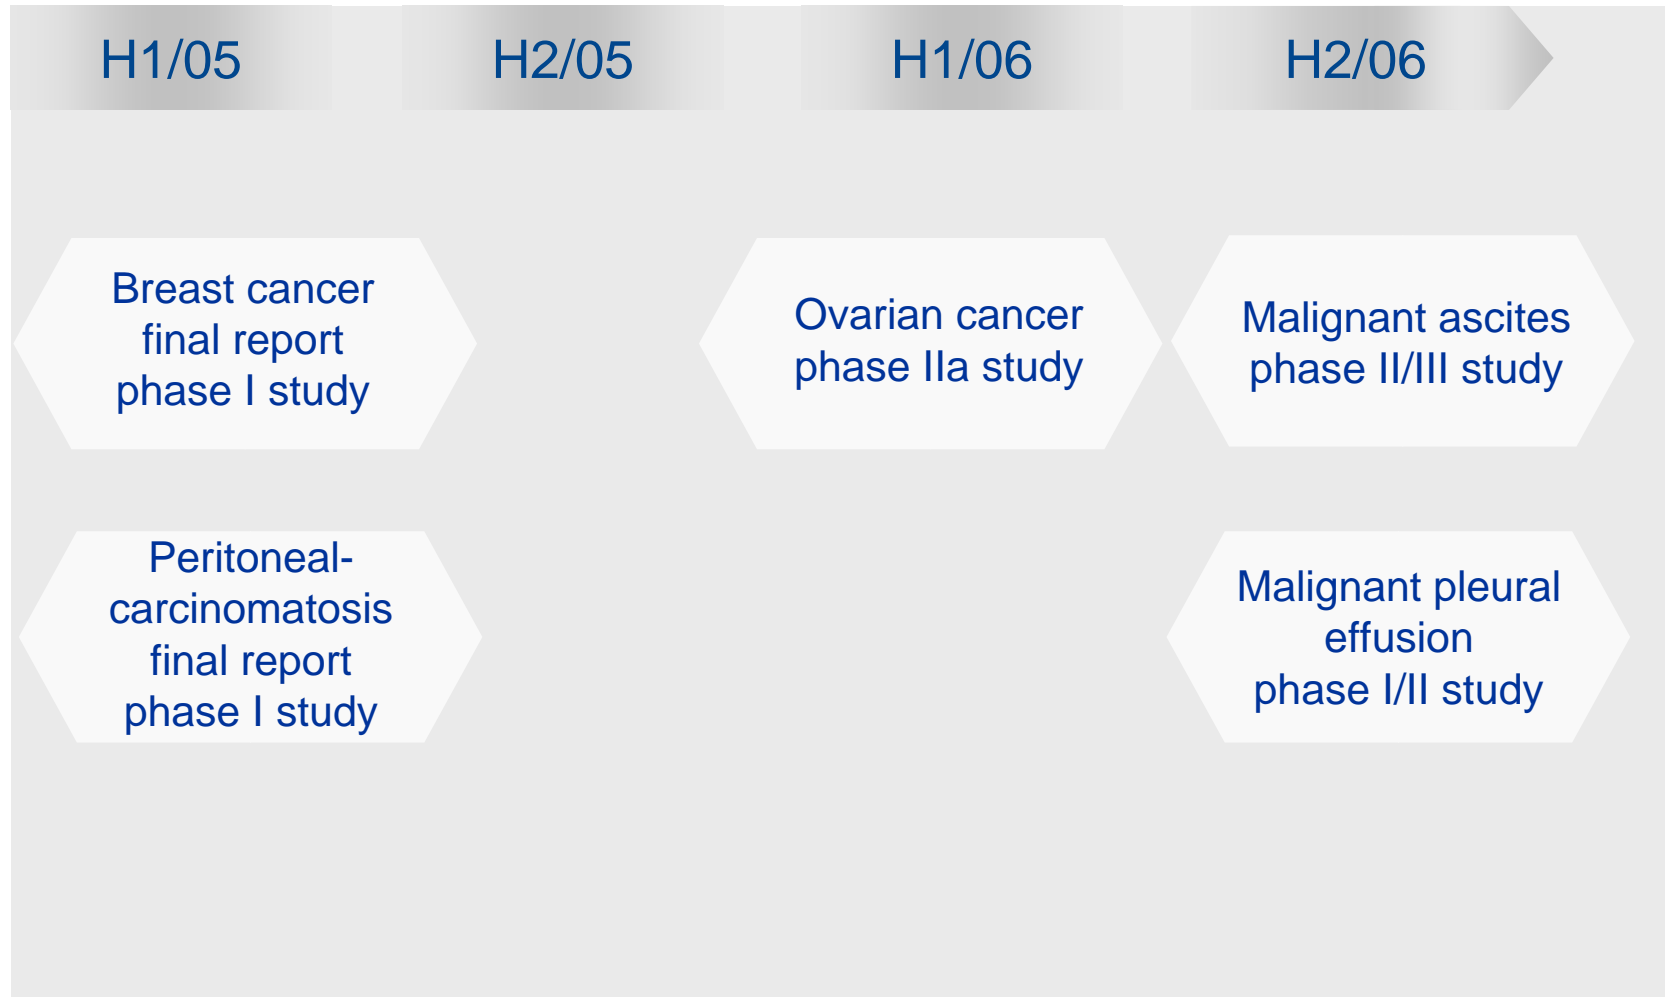 H1/05
H2/05
H1/06
H2/06
Breast cancer
final report
phase I study
Ovarian cancer
phase IIa study
Malignant ascites
phase II/III study
Peritoneal-
carcinomatosis
final report
phase I study
Malignant pleural
effusion
phase I/II study